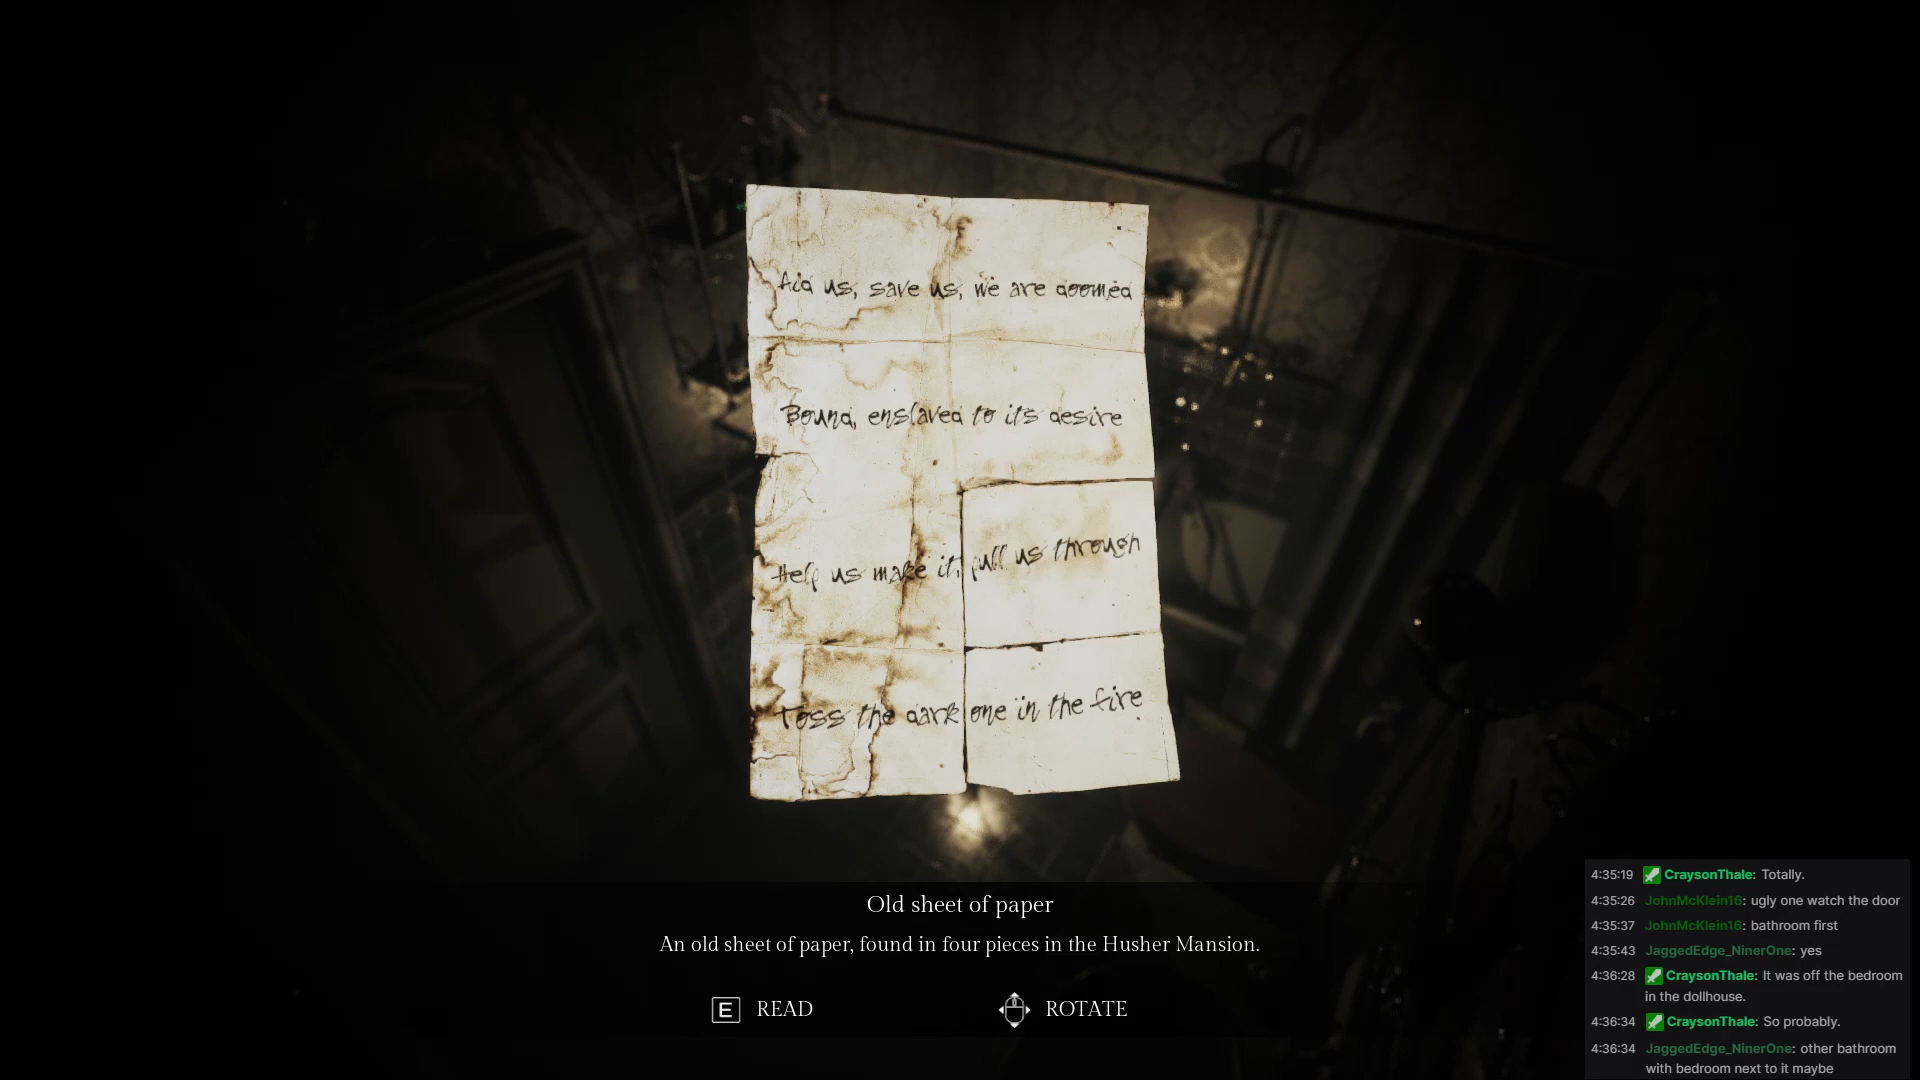 Aid us, save us, we are doomed
Bound, enslaved to its desire
Help us make it, pull us through
Toss the dark one in the fire
Old sheet of paper
An old sheet of paper, found in four pieces in the Husher Mansion.
E READ
ROTATE
4:35:19 CraysonThale: Totally.
4:35:26 JohnMcKlein16: ugly one watch the door
4:35:37 JohnMcKlein16: bathroom first
4:35:43 JaggedEdge_NinerOne: yes
4:36:28 CraysonThale: It was off the bedroom
in the dollhouse.
4:36:34 CraysonThale: So probably.
4:36:34 JaggedEdge_NinerOne: other bathroom
with bedroom next to it maybe